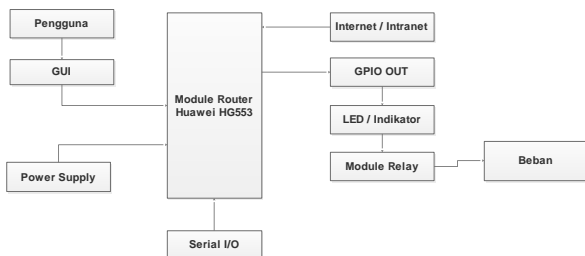 Pengguna
GUI
Power Supply
Module Router
Huawei HG553
Serial I/O
Internet / Intranet
GPIO OUT
LED / Indikator
Module Relay
Beban